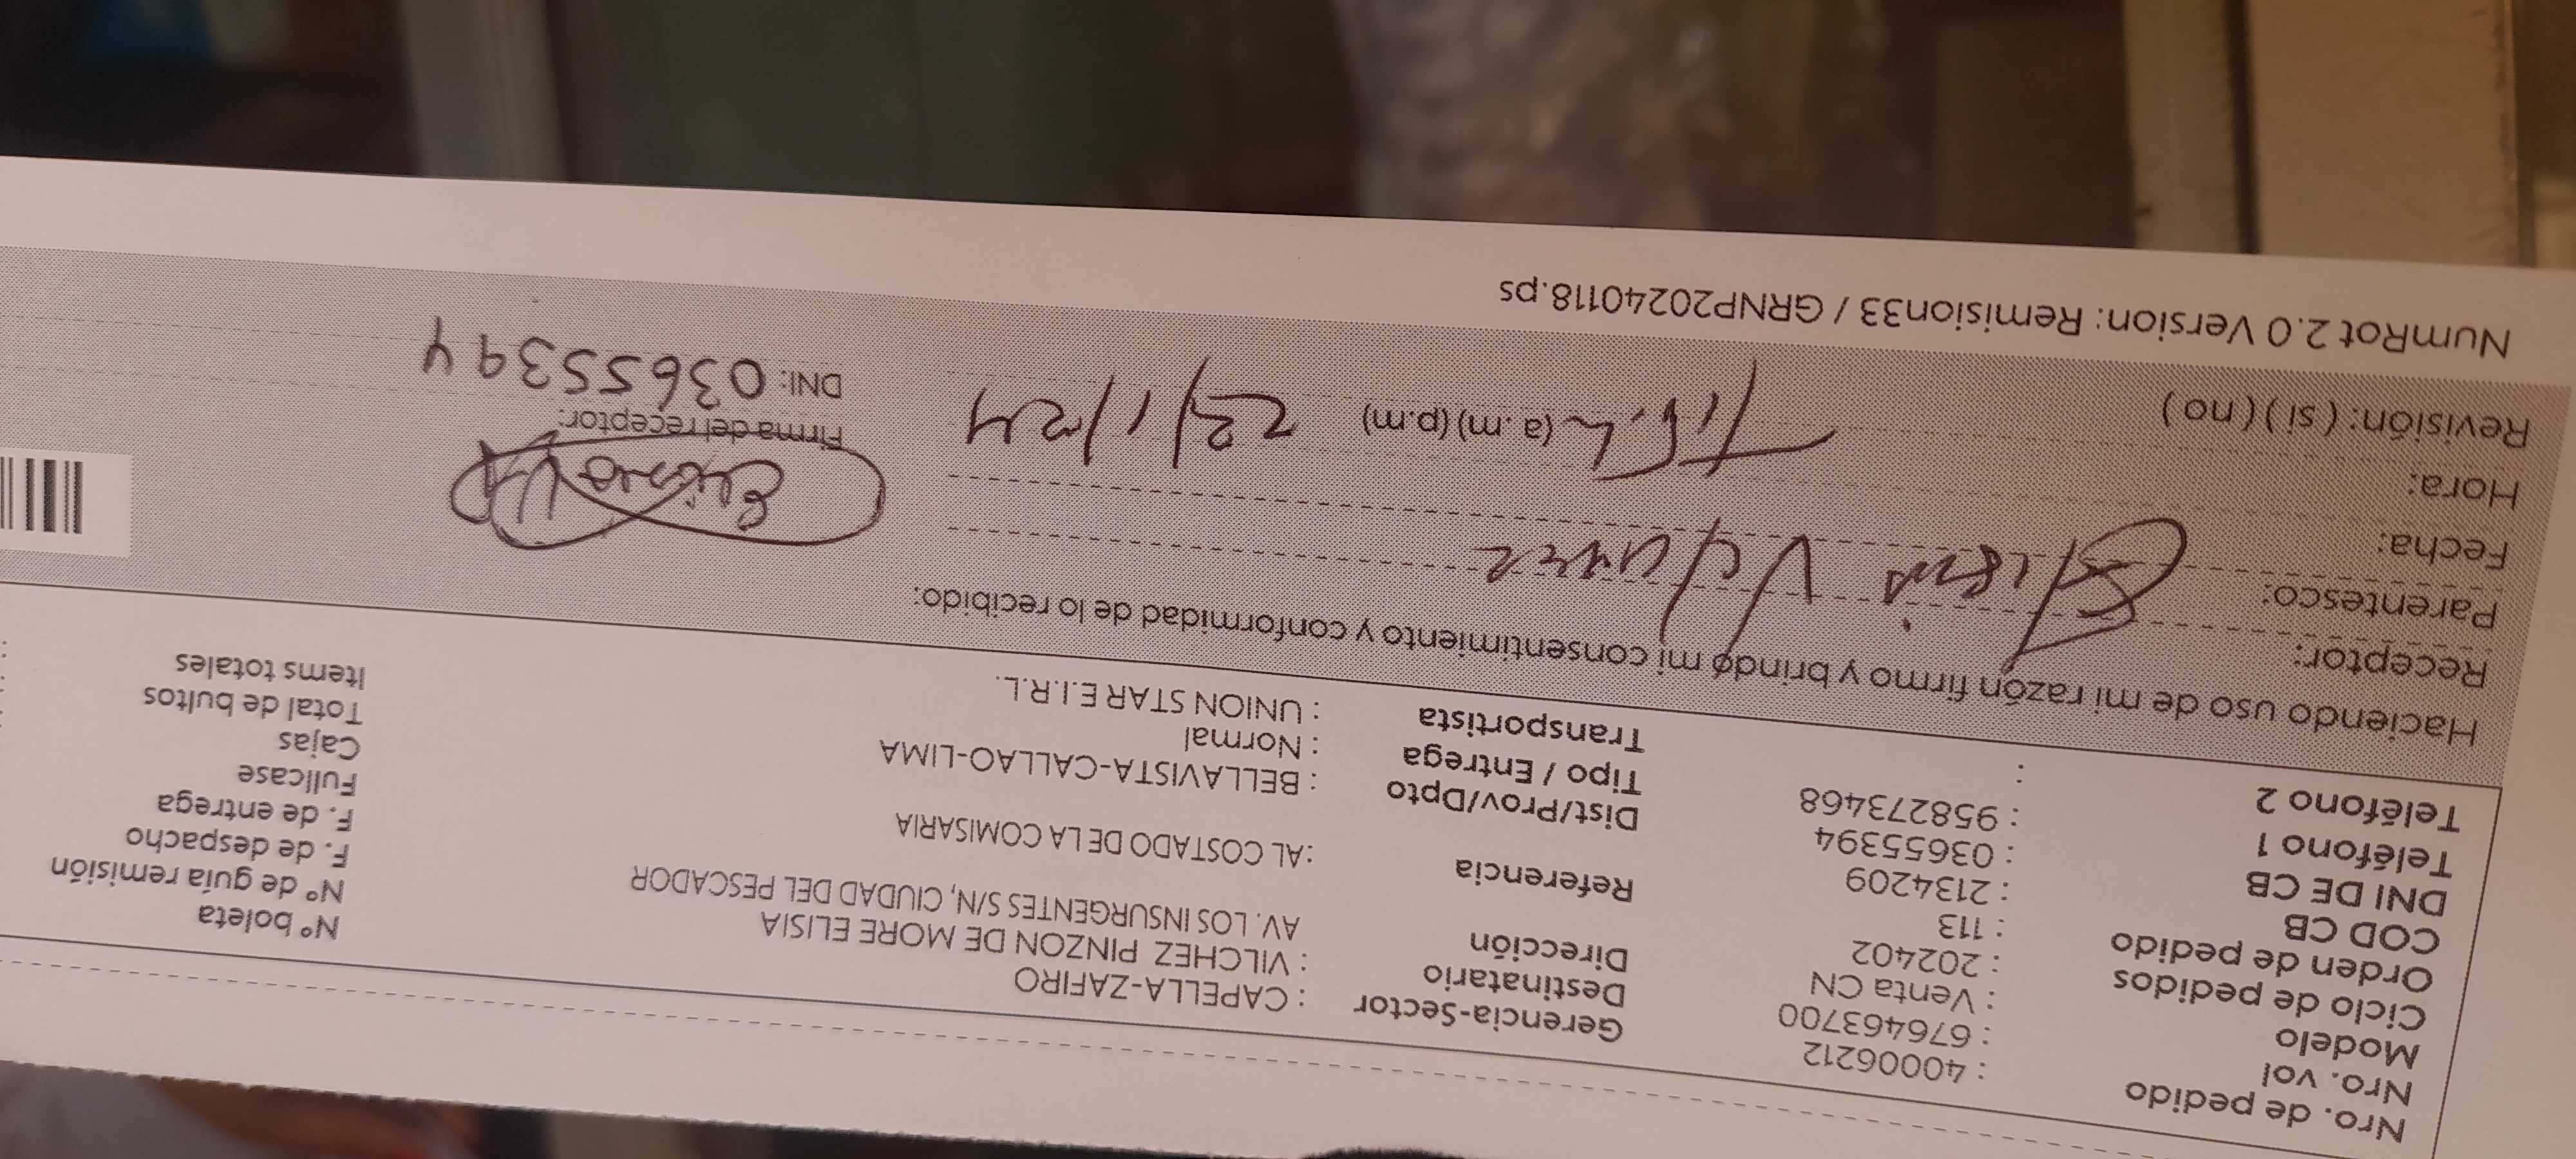 Nro. de pedido : 40006212
Nro. vol : 676463700
Modelo : Venta CN
Ciclo de pedidos : 202402
Orden de pedido : 113
COD CB : 2134209
DNI DE CB : 03655394
Teléfono 1 : 958273468
Teléfono 2 :
Gerencia-Sector : CAPELLA-ZAFIRO
Destinatario : VILCHEZ PINZON DE MORE ELISIA
Dirección AV. LOS INSURGENTES S/N, CIUDAD DEL PESCADOR
Referencia : AL COSTADO DE LA COMISARIA
Dist/Prov/Dpto : BELLAVISTA-CALLAO-LIMA
Tipo / Entrega : Normal
Transportista : UNION STAR E.I.R.L.
N° boleta
N° de guía remisión
F. de despacho
F. de entrega
Fullcase
Cajas
Total de bultos
Items totales
Haciendo uso de mi razón firmo y brindo mi consentimiento y conformidad de lo recibido:
Receptor:
Parentesco:
Fecha:
Hora: (a .m) (p.m) 23/1/24
Revisión: ( si ) ( no )
Firma del receptor:
DNI: 03655394
NumRot 2.0 Version: Remision33 / GRNP20240118.ps